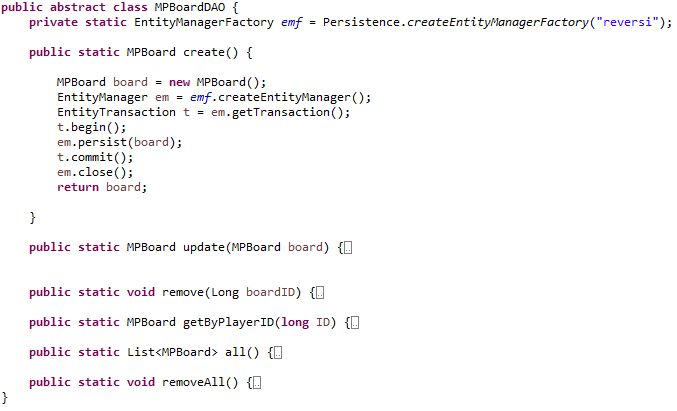 public abstract class MPBoardDAO {
    private static EntityManagerFactory emf = Persistence.createEntityManagerFactory("reversi");
    public static MPBoard create() {
        MPBoard board = new MPBoard();
        EntityManager em = emf.createEntityManager();
        EntityTransaction t = em.getTransaction();
        t.begin();
        em.persist(board);
        t.commit();
        em.close();
        return board;
    }
    public static MPBoard update(MPBoard board) {..
    public static void remove(Long boardID) {..
    public static MPBoard getByPlayerID(long ID) {..
    public static List<MPBoard> all() {..
    public static void removeAll() {..
}